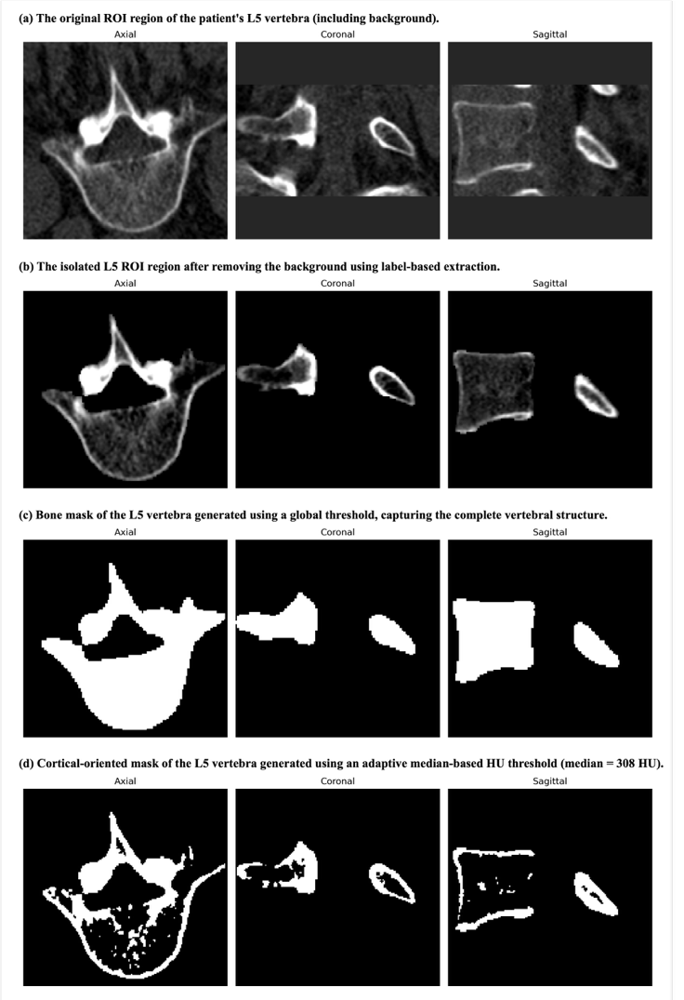 (a) The original ROI region of the patient's L5 vertebra (including background).
Axial Coronal Sagittal
(b) The isolated L5 ROI region after removing the background using label-based extraction.
Axial Coronal Sagittal
(c) Bone mask of the L5 vertebra generated using a global threshold, capturing the complete vertebral structure.
Axial Coronal Sagittal
(d) Cortical-oriented mask of the L5 vertebra generated using an adaptive median-based HU threshold (median = 308 HU).
Axial Coronal Sagittal